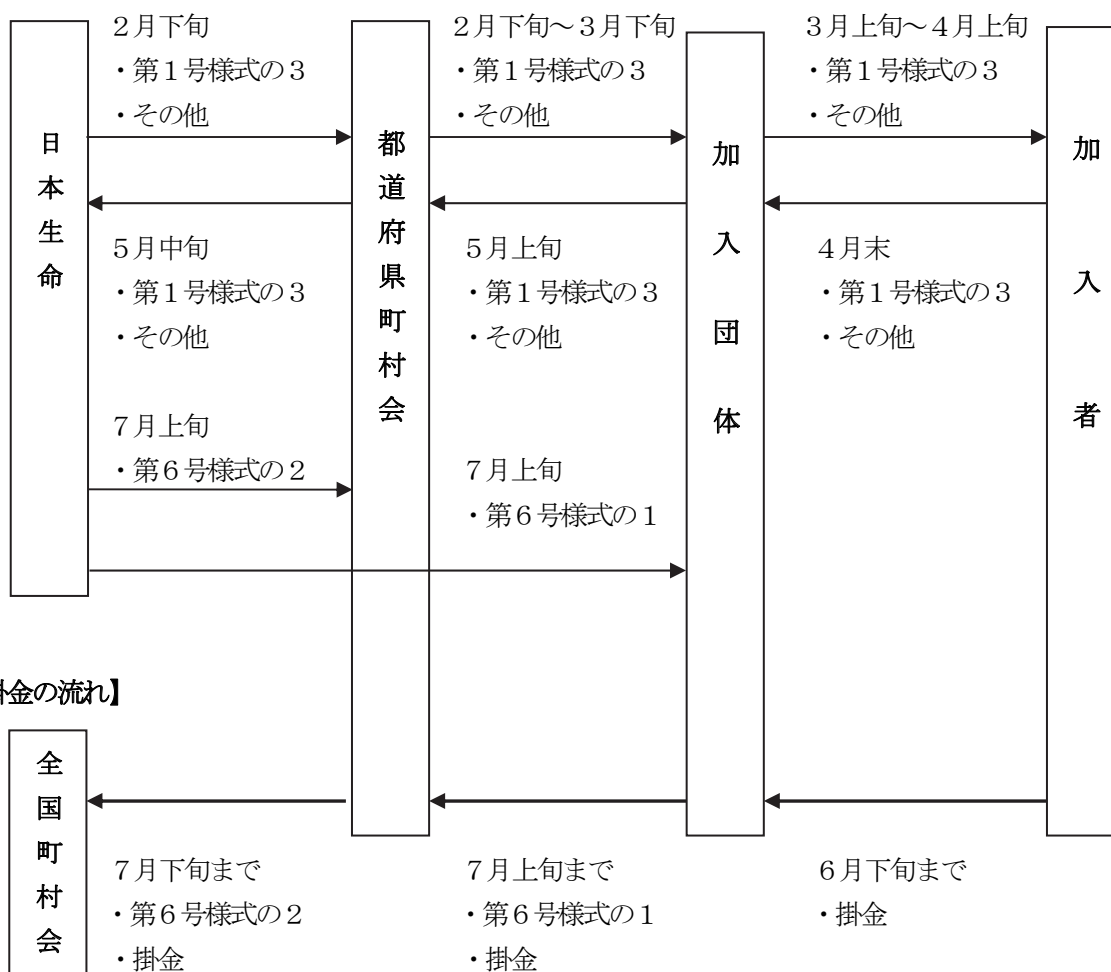 ２月下旬
・第１号様式の３
・その他
２月下旬～３月下旬
・第１号様式の３
・その他
３月上旬～４月上旬
・第１号様式の３
・その他
日本生命
都道府県町村会
加入団体
加入者
５月中旬
・第１号様式の３
・その他
５月上旬
・第１号様式の３
・その他
４月末
・第１号様式の３
・その他
７月上旬
・第６号様式の２
７月上旬
・第６号様式の１
金の流れ】
全国町村会
７月下旬まで
・第６号様式の２
・掛金
７月上旬まで
・第６号様式の１
・掛金
６月下旬まで
・掛金